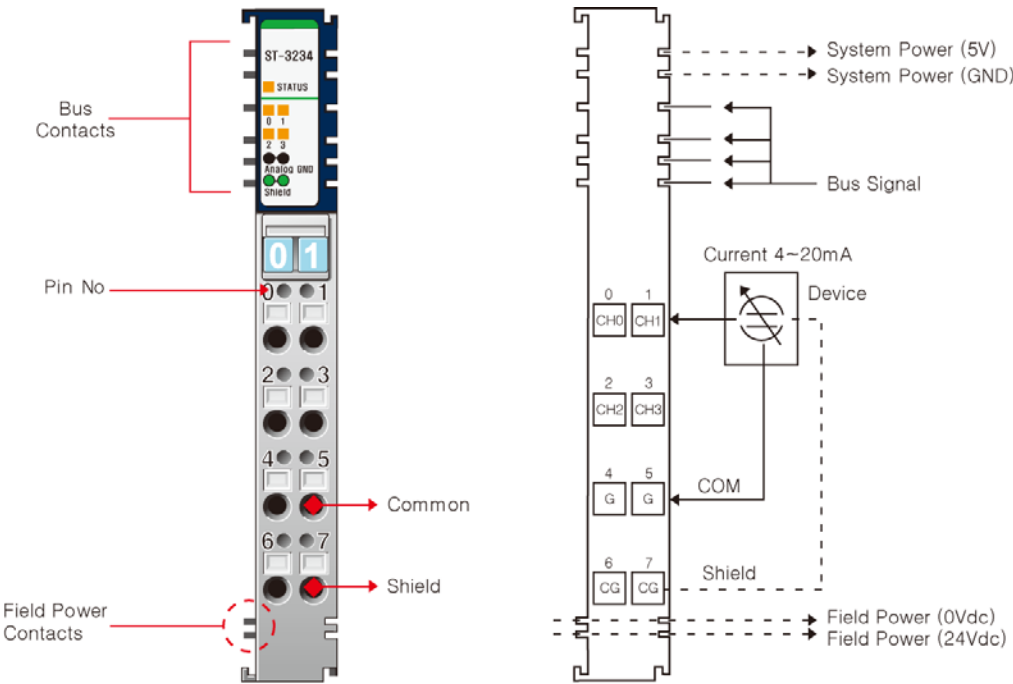 ST-3234
STATUS
0 1
2 3
Analog GND
Shield
Bus
Contacts
01
Pin No
0 1
2 3
4 5
Common
6 7
Shield
Field Power
Contacts
System Power (5V)
System Power (GND)
Bus Signal
Current 4~20mA
Device
0 1
CH0 CH1
2 3
CH2 CH3
4 5
G G
COM
6 7
CG CG
Shield
Field Power (0Vdc)
Field Power (24Vdc)